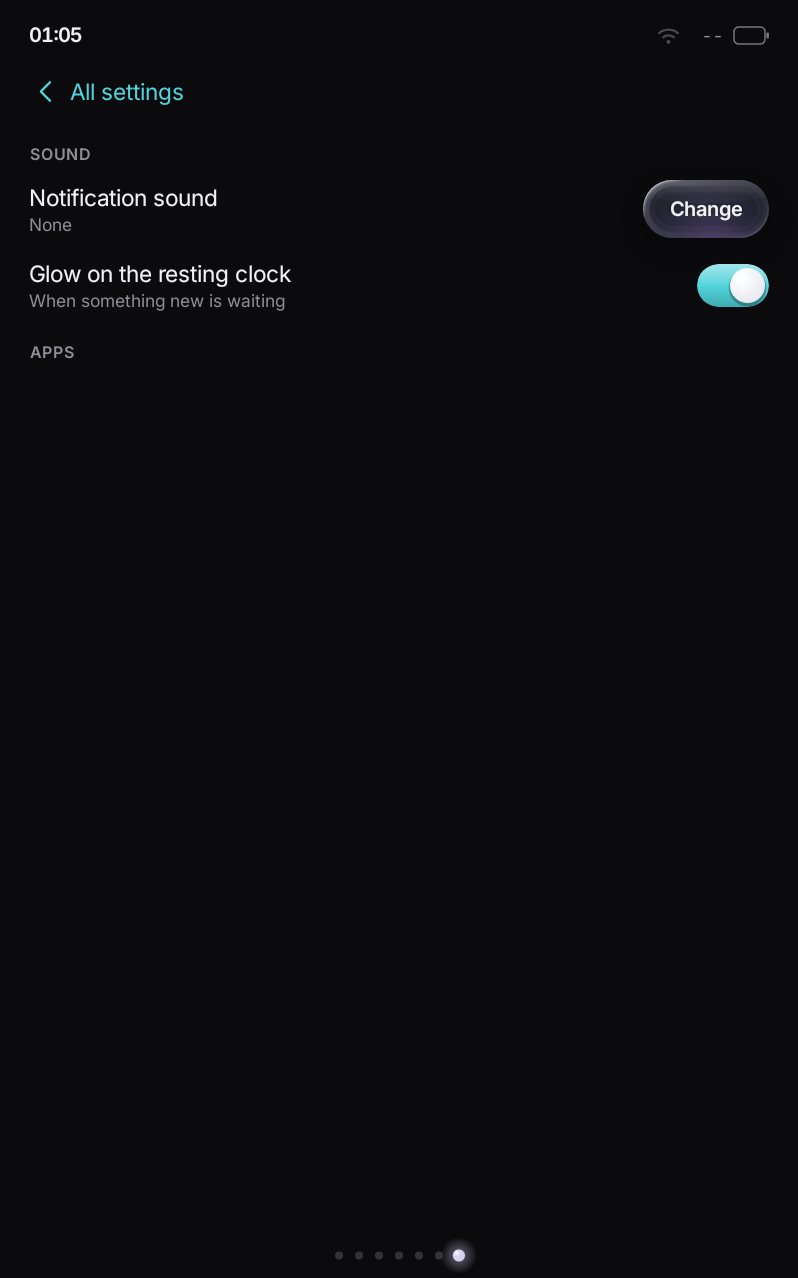 01:05
--
All settings
SOUND
Notification sound
None
Change
Glow on the resting clock
When something new is waiting
APPS